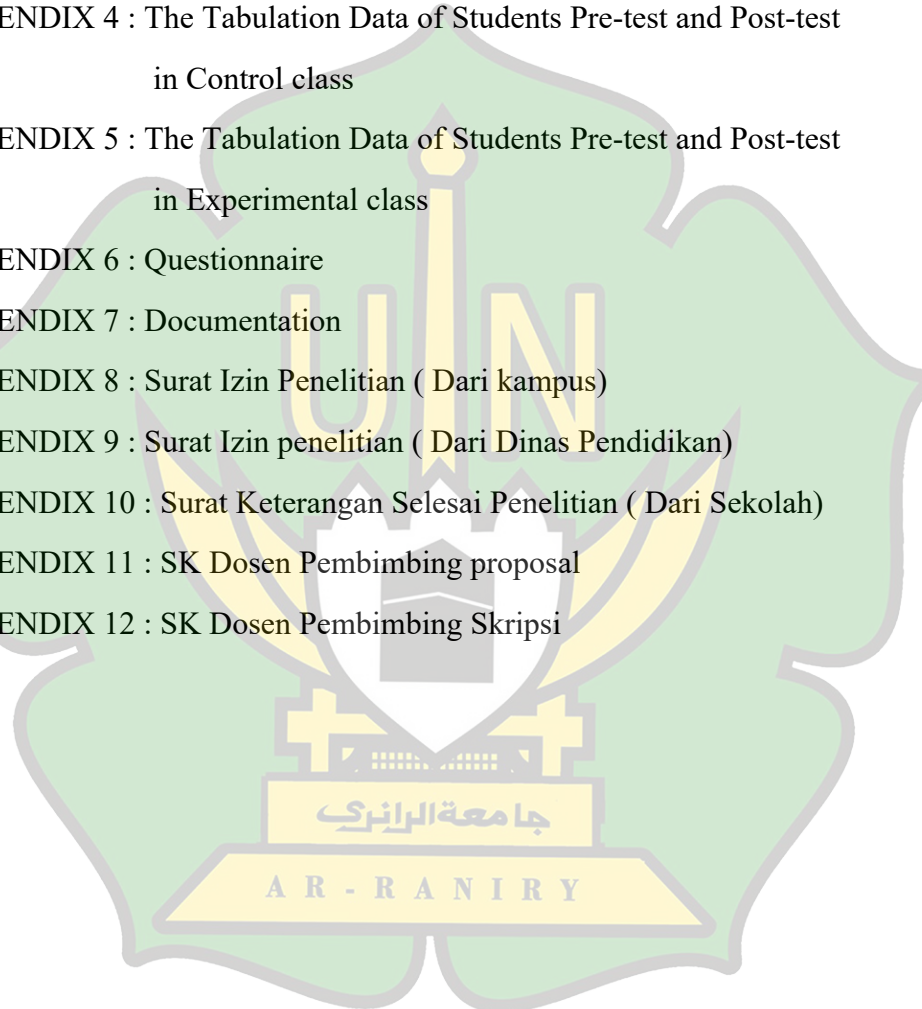 ENDIX 4 : The Tabulation Data of Students Pre-test and Post-test
in Control class
ENDIX 5 : The Tabulation Data of Students Pre-test and Post-test
in Experimental class
ENDIX 6 : Questionnaire
ENDIX 7 : Documentation
ENDIX 8 : Surat Izin Penelitian ( Dari kampus)
ENDIX 9 : Surat Izin penelitian ( Dari Dinas Pendidikan)
ENDIX 10 : Surat Keterangan Selesai Penelitian ( Dari Sekolah)
ENDIX 11 : SK Dosen Pembimbing proposal
ENDIX 12 : SK Dosen Pembimbing Skripsi
UIN
جامعةالرانري
AR-RANIRY